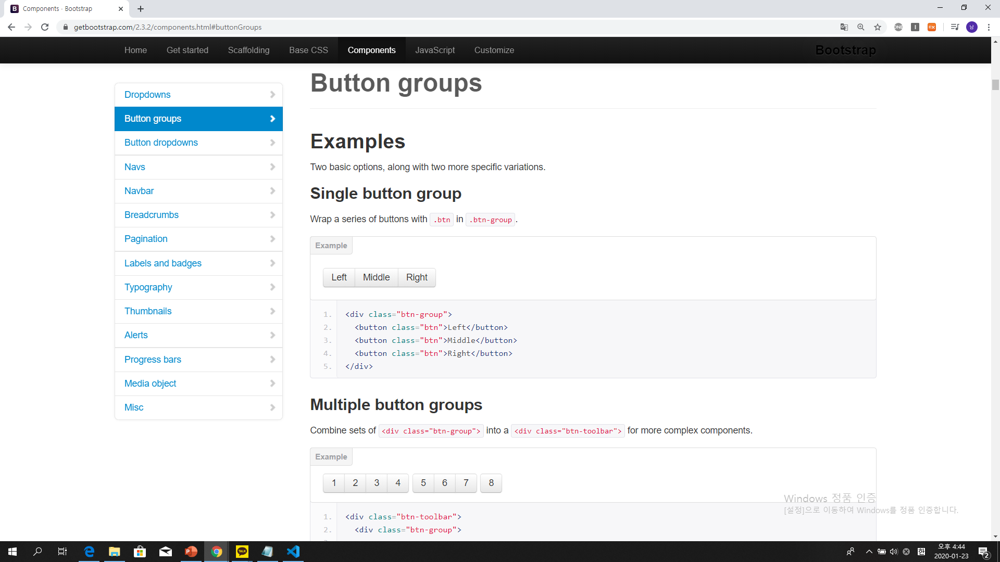 Components · Bootstrap
getbootstrap.com/2.3.2/components.html#buttonGroups
남
Home Get started Scaffolding Base CSS Components JavaScript Customize Bootstrap
Dropdowns
Button groups
Button dropdowns
Navs
Navbar
Breadcrumbs
Pagination
Labels and badges
Typography
Thumbnails
Alerts
Progress bars
Media object
Misc
Button groups
Examples
Two basic options, along with two more specific variations.
Single button group
Wrap a series of buttons with .btn in .btn-group.
Example
Left Middle Right
1. <div class="btn-group">
2. <button class="btn">Left</button>
3. <button class="btn">Middle</button>
4. <button class="btn">Right</button>
5. </div>
Multiple button groups
Combine sets of <div class="btn-group"> into a <div class="btn-toolbar"> for more complex components.
Example
1 2 3 4 5 6 7 8
1. <div class="btn-toolbar">
2. <div class="btn-group">
Windows 정품 인증
[설정]으로 이동하여 Windows를 정품 인증합니다.
TALK
오후 4:44
2020-01-23
2